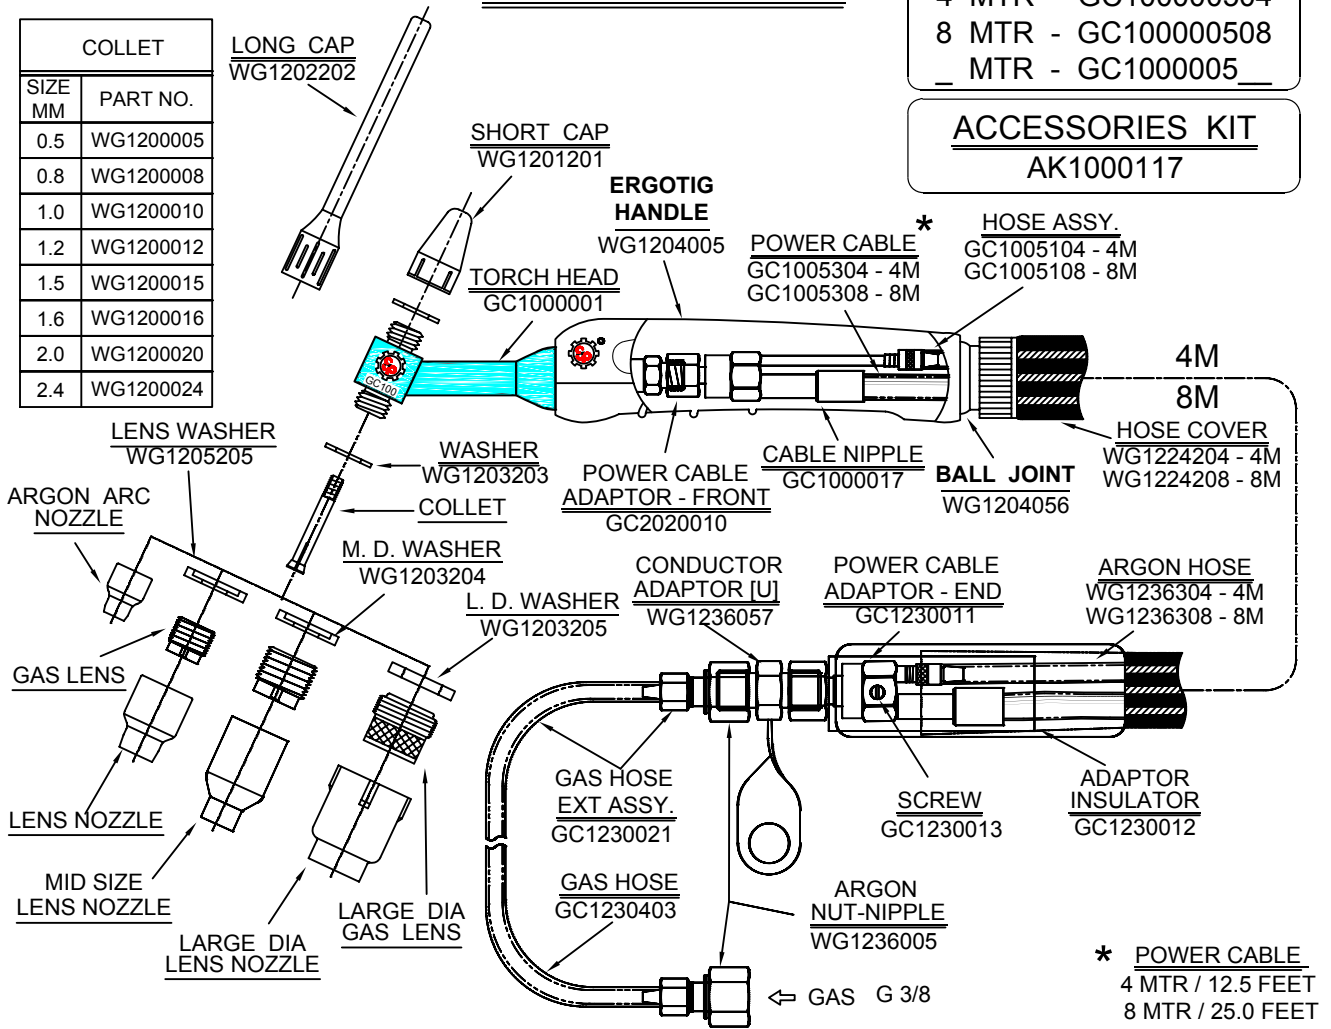 4 MTR - GC100000504
8 MTR - GC100000508
_ MTR - GC1000005__
ACCESSORIES KIT
AK1000117
COLLET
SIZE MM PART NO.
0.5 WG1200005
0.8 WG1200008
1.0 WG1200010
1.2 WG1200012
1.5 WG1200015
1.6 WG1200016
2.0 WG1200020
2.4 WG1200024
LONG CAP
WG1202202
SHORT CAP
WG1201201
ERGOTIG
HANDLE
WG1204005
TORCH HEAD
GC1000001
POWER CABLE *
GC1005304 - 4M
GC1005308 - 8M
HOSE ASSY.
GC1005104 - 4M
GC1005108 - 8M
GC100
4M
8M
LENS WASHER
WG1205205
WASHER
WG1203203
POWER CABLE
ADAPTOR - FRONT
GC2020010
CABLE NIPPLE
GC1000017
BALL JOINT
WG1204056
HOSE COVER
WG1224204 - 4M
WG1224208 - 8M
ARGON ARC
NOZZLE
COLLET
M. D. WASHER
WG1203204
L. D. WASHER
WG1203205
CONDUCTOR
ADAPTOR [U]
WG1236057
POWER CABLE
ADAPTOR - END
GC1230011
ARGON HOSE
WG1236304 - 4M
WG1236308 - 8M
GAS LENS
LENS NOZZLE
MID SIZE
LENS NOZZLE
LARGE DIA
LENS NOZZLE
LARGE DIA
GAS LENS
GAS HOSE
EXT ASSY.
GC1230021
GAS HOSE
GC1230403
SCREW
GC1230013
ADAPTOR
INSULATOR
GC1230012
ARGON
NUT-NIPPLE
WG1236005
GAS G 3/8
* POWER CABLE
4 MTR / 12.5 FEET
8 MTR / 25.0 FEET